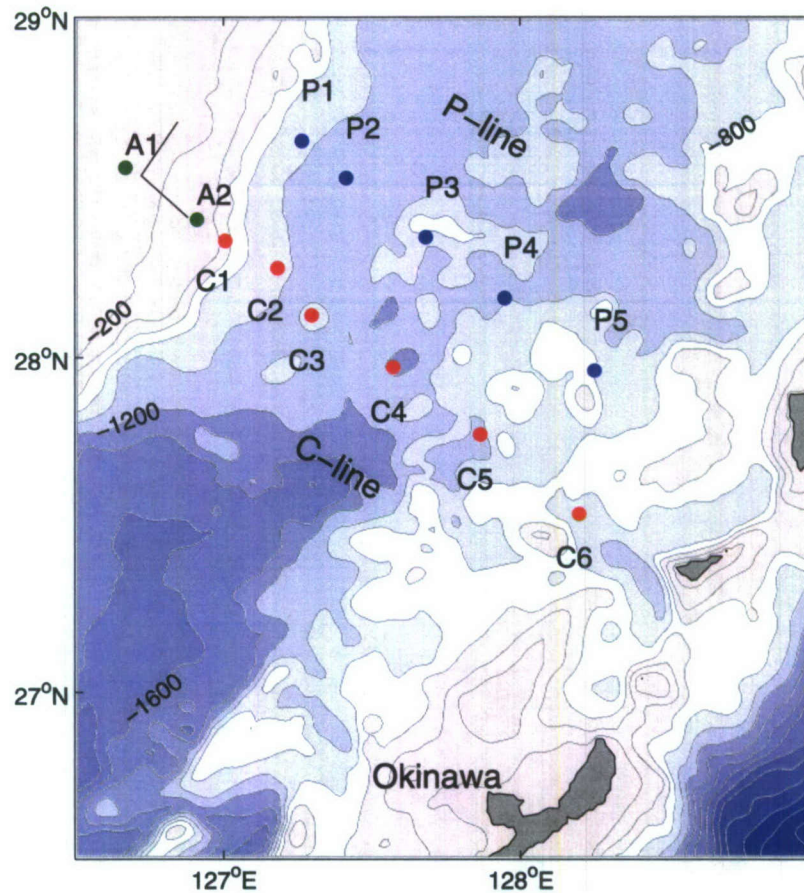 29°N
P1
P-line
P2
-800
A1
A2
P3
P4
C1
C2
P5
-200
C3
28°N
C4
-1200
C-line
C5
C6
27°N
-1600
Okinawa
127°E
128°E